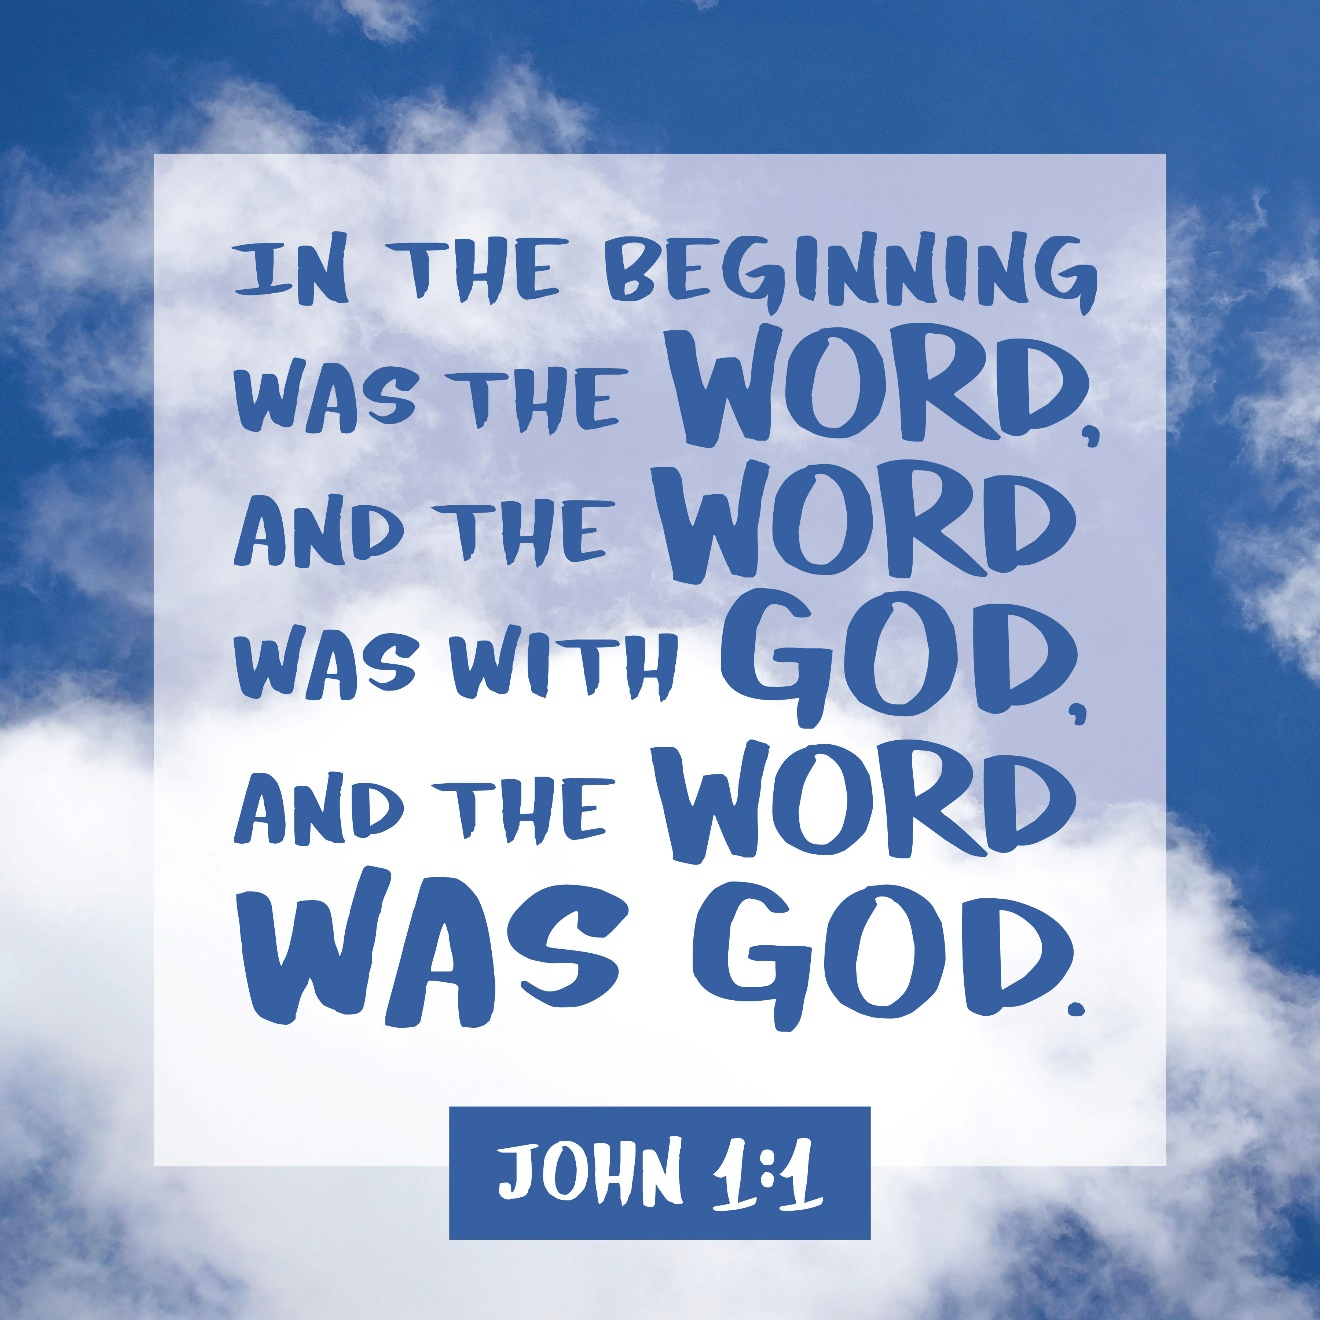 IN THE BEGINNING
WAS THE WORD,
AND THE WORD
WAS WITH GOD,
AND THE WORD
WAS GOD.
JOHN 1:1